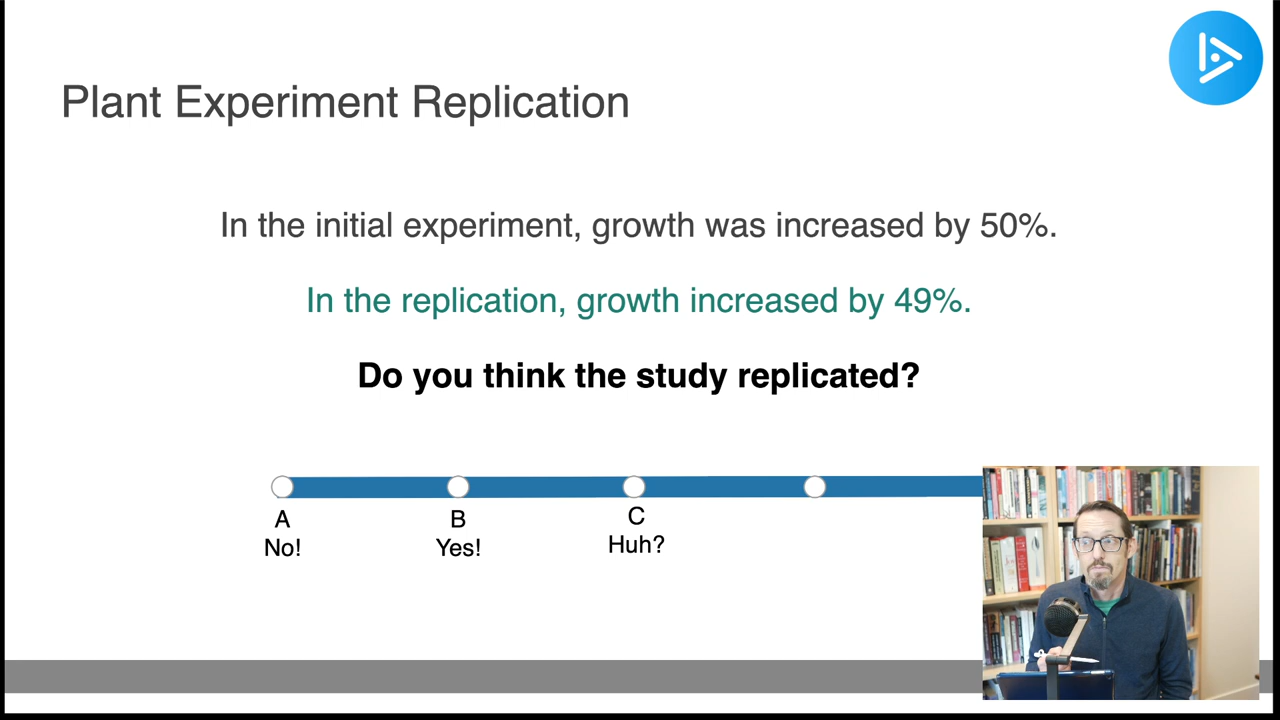 Plant Experiment Replication
In the initial experiment, growth was increased by 50%.
In the replication, growth increased by 49%.
Do you think the study replicated?
A
No!
B
Yes!
C
Huh?